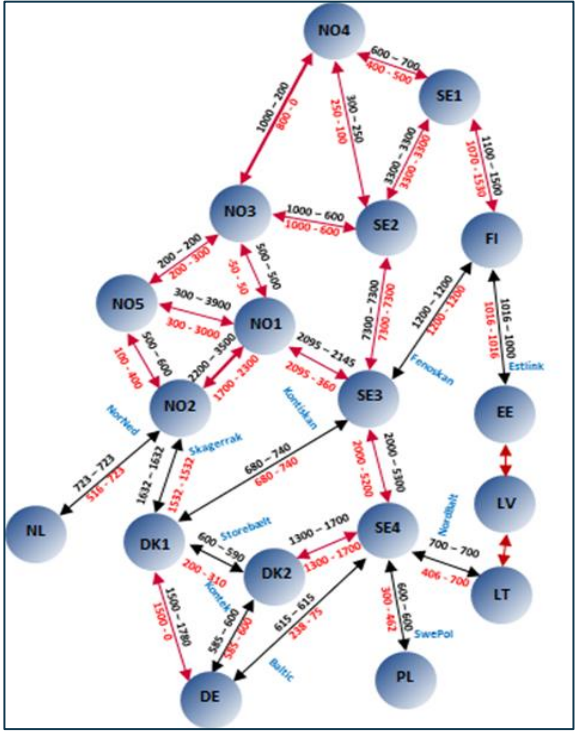 NO4
600 – 700
400 - 500
SE1
1000 – 200
800 - 0
300 – 250
250 - 100
3300 – 3300
3300 - 3300
1100 – 1500
1070 - 1530
NO3
1000 – 600
1000 - 600
SE2
FI
200 – 200
200 - 300
500 – 500
-50 - 50
NO5
300 – 3900
300 - 3000
NO1
7300 – 7300
7300 - 7300
1200 – 1200
1200 - 1200
Fenoskan
1016 – 1000
1016 - 1016
Estlink
500 – 600
100 - 400
2200 – 3500
1700 - 2300
2095 – 2145
2095 - 360
NO2
SE3
EE
NorNed
Skagerrak
Kontiskan
723 – 723
516 - 723
1632 – 1632
1532 - 1532
680 – 740
680 - 740
2000 – 5300
2000 - 5200
LV
NL
DK1
Storebælt
600 – 590
200 - 310
1300 – 1700
1300 - 1700
SE4
NordBalt
700 – 700
406 - 700
DK2
LT
Kontek
1500 – 1780
1500 - 0
585 – 600
585 - 600
615 – 615
238 - 75
Baltic
600 – 600
300 - 462
SwePol
DE
PL